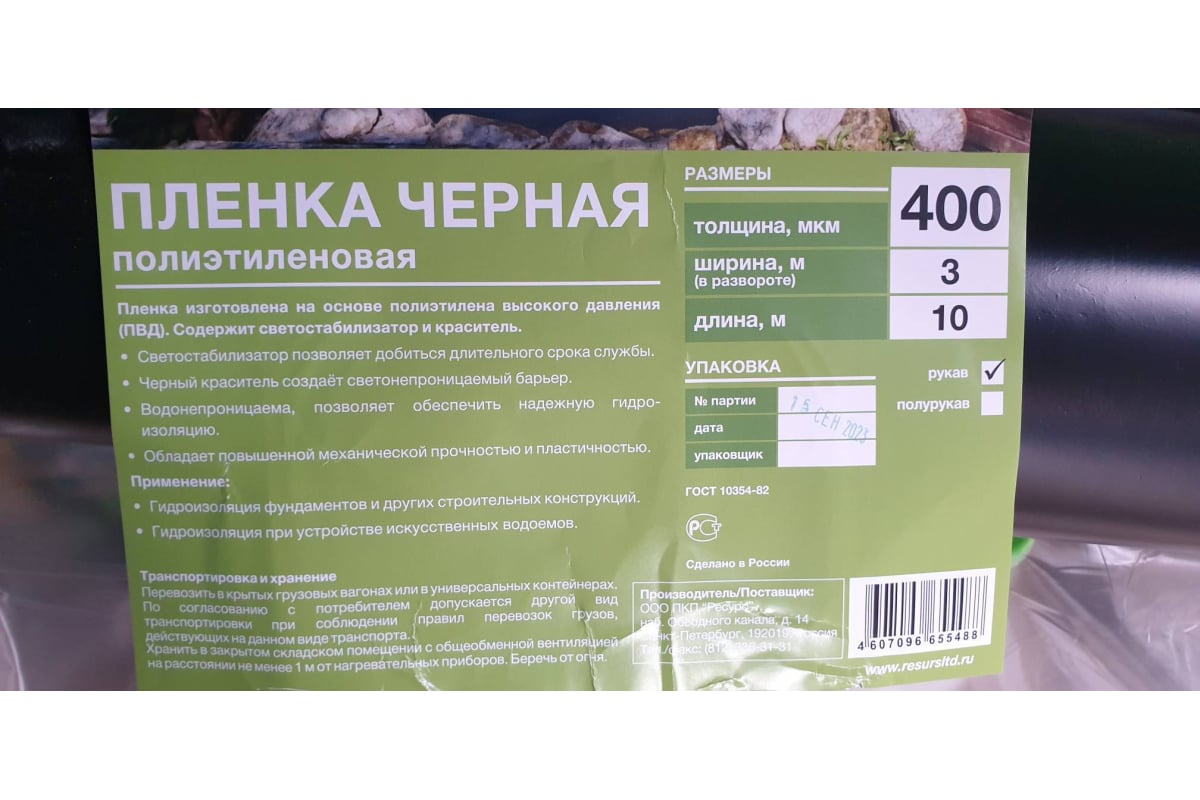 ПЛЕНКА ЧЕРНАЯ
полиэтиленовая
Пленка изготовлена на основе полиэтилена высокого давления
(ПВД). Содержит светостабилизатор и краситель.
• Светостабилизатор позволяет добиться длительного срока службы.
• Черный краситель создаёт светонепроницаемый барьер.
• Водонепроницаема, позволяет обеспечить надежную гидро-
изоляцию.
• Обладает повышенной механической прочностью и пластичностью.
Применение:
• Гидроизоляция фундаментов и других строительных конструкций.
• Гидроизоляция при устройстве искусственных водоемов.
Транспортировка и хранение
Перевозить в крытых грузовых вагонах или в универсальных контейнерах.
По согласованию с потребителем допускается другой вид
транспортировки при соблюдении правил перевозок грузов,
действующих на данном виде транспорта.
Хранить в закрытом складском помещении с общеобменной вентиляцией
на расстоянии не менее 1 м от нагревательных приборов. Беречь от огня.
РАЗМЕРЫ
толщина, мкм 400
ширина, м 3
(в развороте)
длина, м 10
УПАКОВКА
рукав ✓
полурукав
№ партии
дата
упаковщик
15 СЕН 2023
ГОСТ 10354-82
РСТ
Сделано в России
Производитель/Поставщик:
ООО ПКП "Ресурс"
наб. Обводного канала, д. 14
Санкт-Петербург, 192019, Россия
Тел./факс: (812) 31-31
4 607096 655488
www.resursltd.ru